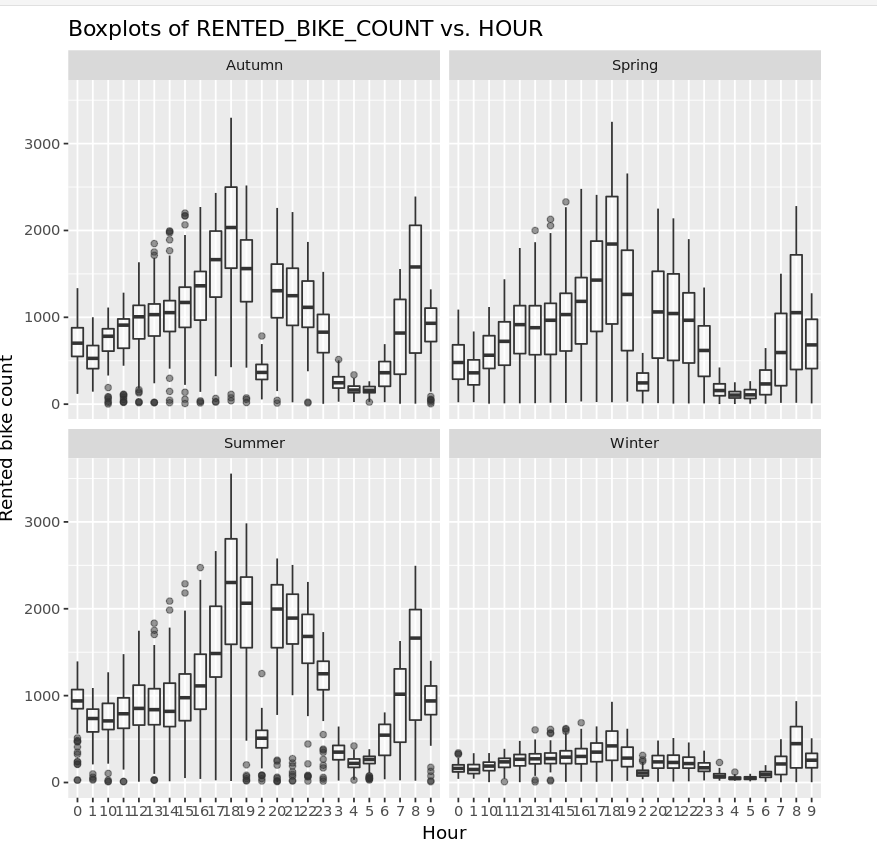 Boxplots of RENTED_BIKE_COUNT vs. HOUR
Autumn
Spring
3000
2000
1000
0
Summer
Winter
3000
2000
1000
0
0 1 10 11 12 13 14 15 16 17 18 19 2 20 21 22 23 3 4 5 6 7 8 9
0 1 10 11 12 13 14 15 16 17 18 19 2 20 21 22 23 3 4 5 6 7 8 9
Hour
Rented bike count